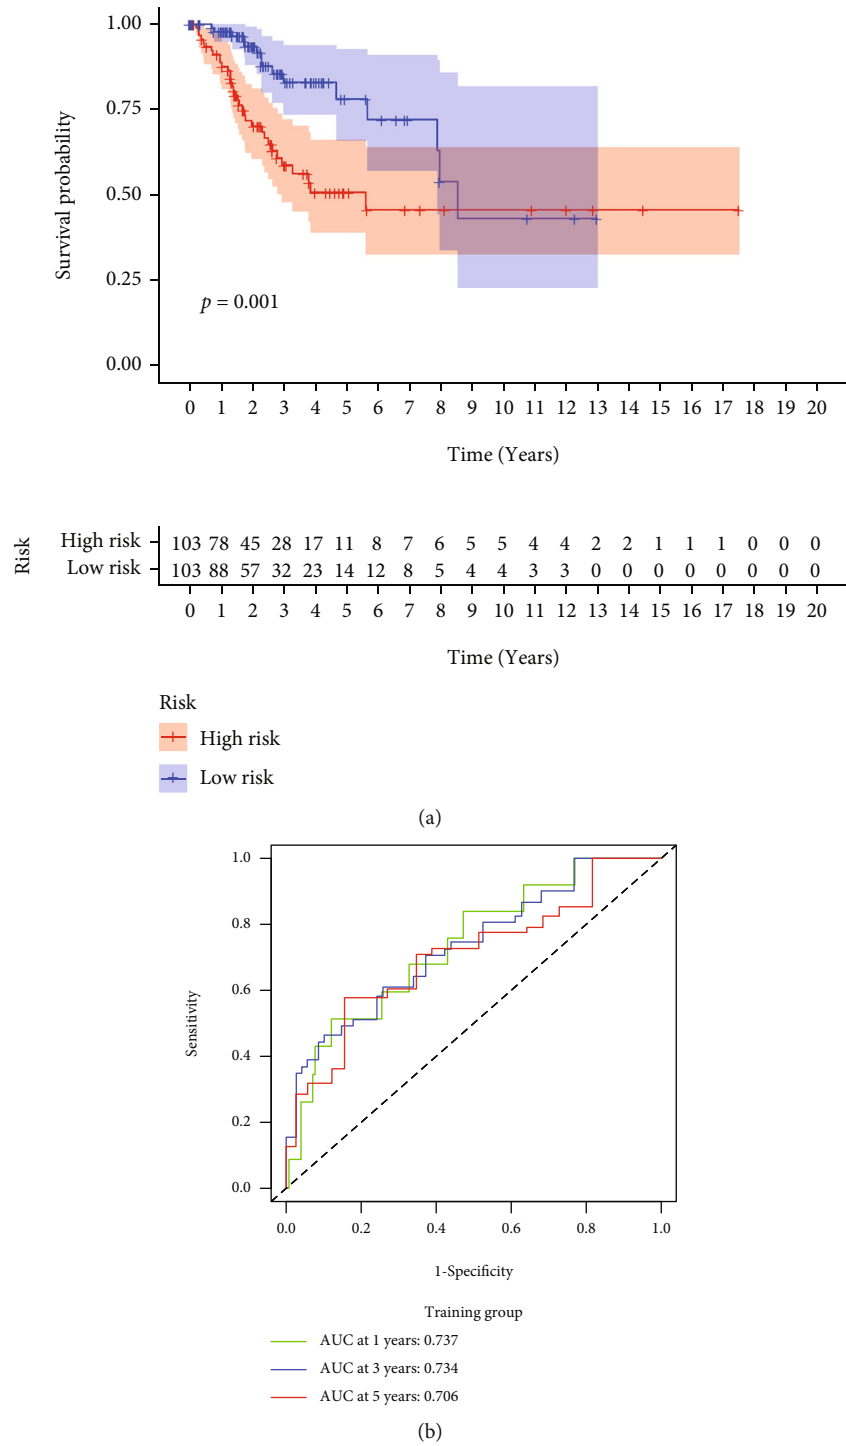 1.00
0.75
0.50
0.25
0.00
Survival probability
p = 0.001
0 1 2 3 4 5 6 7 8 9 10 11 12 13 14 15 16 17 18 19 20
Time (Years)
Risk
High risk 103 78 45 28 17 11 8 7 6 5 5 4 4 2 2 1 1 1 0 0 0
Low risk 103 88 57 32 23 14 12 8 5 4 4 3 3 0 0 0 0 0 0 0 0
0 1 2 3 4 5 6 7 8 9 10 11 12 13 14 15 16 17 18 19 20
Time (Years)
Risk
High risk
Low risk
(a)
1.0
0.8
0.6
0.4
0.2
0.0
Sensitivity
0.0 0.2 0.4 0.6 0.8 1.0
1-Specificity
Training group
AUC at 1 years: 0.737
AUC at 3 years: 0.734
AUC at 5 years: 0.706
(b)